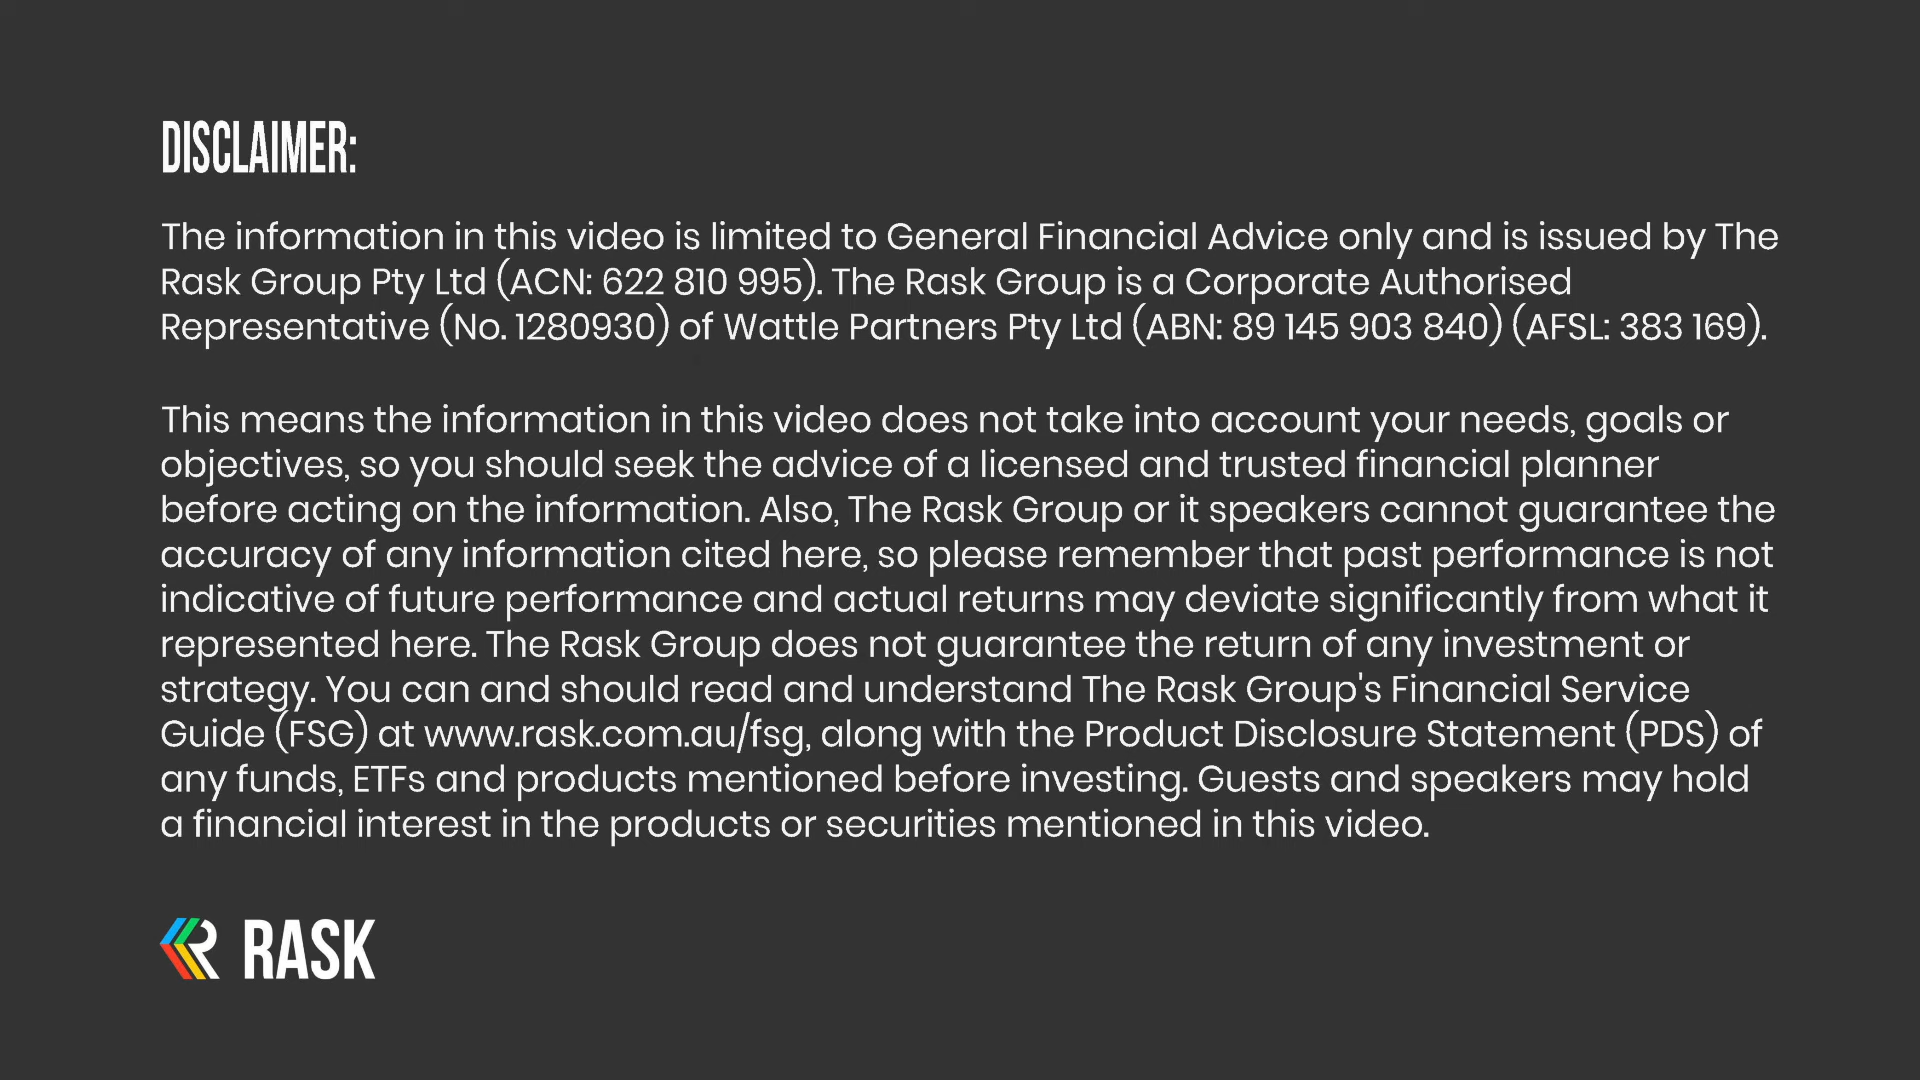 DISCLAIMER:
The information in this video is limited to General Financial Advice only and is issued by The
Rask Group Pty Ltd (ACN: 622 810 995). The Rask Group is a Corporate Authorised
Representative (No. 1280930) of Wattle Partners Pty Ltd (ABN: 89 145 903 840) (AFSL: 383 169).
This means the information in this video does not take into account your needs, goals or
objectives, so you should seek the advice of a licensed and trusted financial planner
before acting on the information. Also, The Rask Group or it speakers cannot guarantee the
accuracy of any information cited here, so please remember that past performance is not
indicative of future performance and actual returns may deviate significantly from what it
represented here. The Rask Group does not guarantee the return of any investment or
strategy. You can and should read and understand The Rask Group's Financial Service
Guide (FSG) at www.rask.com.au/fsg, along with the Product Disclosure Statement (PDS) of
any funds, ETFs and products mentioned before investing. Guests and speakers may hold
a financial interest in the products or securities mentioned in this video.
RASK